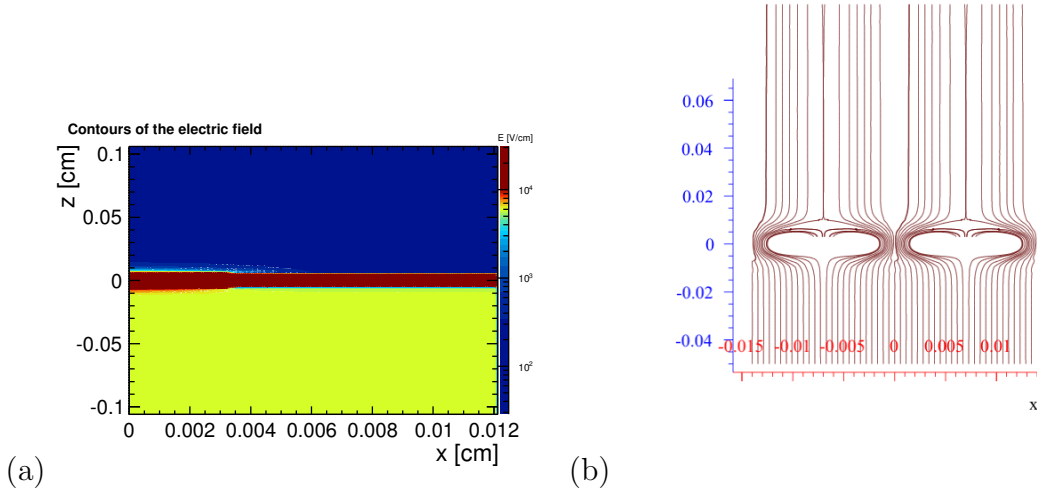 Contours of the electric field
E [V/cm]
z [cm]
0.1
0.05
0
-0.05
-0.1
10⁴
10³
10²
0 0.002 0.004 0.006 0.008 0.01 0.012
x [cm]
(a)
0.06
0.04
0.02
0
-0.02
-0.04
-0.015 -0.01 -0.005 0 0.005 0.01
x
(b)